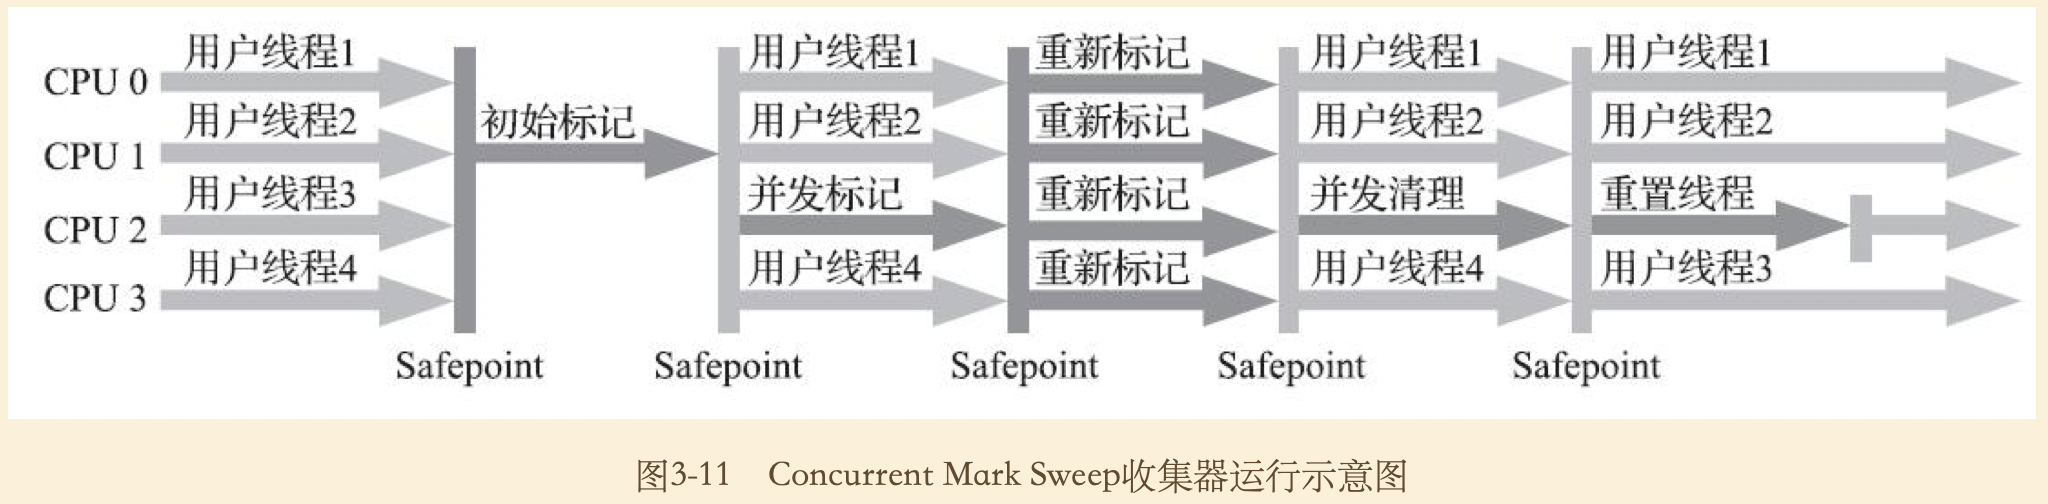 用户线程1 用户线程1 重新标记 用户线程1 用户线程1
CPU 0
用户线程2 初始标记 用户线程2 重新标记 用户线程2 用户线程2
CPU 1
用户线程3 并发标记 重新标记 并发清理 重置线程
CPU 2
用户线程4 用户线程4 重新标记 用户线程4 用户线程3
CPU 3
Safepoint Safepoint Safepoint Safepoint Safepoint
图3-11 Concurrent Mark Sweep收集器运行示意图